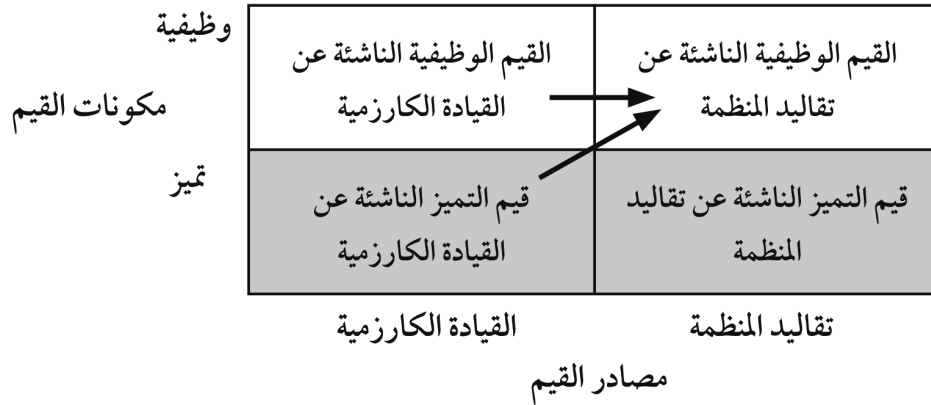 وظيفية
القيم الوظيفية الناشئة عن
القيادة الكارزمية
القيم الوظيفية الناشئة عن
تقاليد المنظمة
مكونات القيم
تميز
قيم التميز الناشئة عن
القيادة الكارزمية
قيم التميز الناشئة عن تقاليد
المنظمة
القيادة الكارزمية
تقاليد المنظمة
مصادر القيم